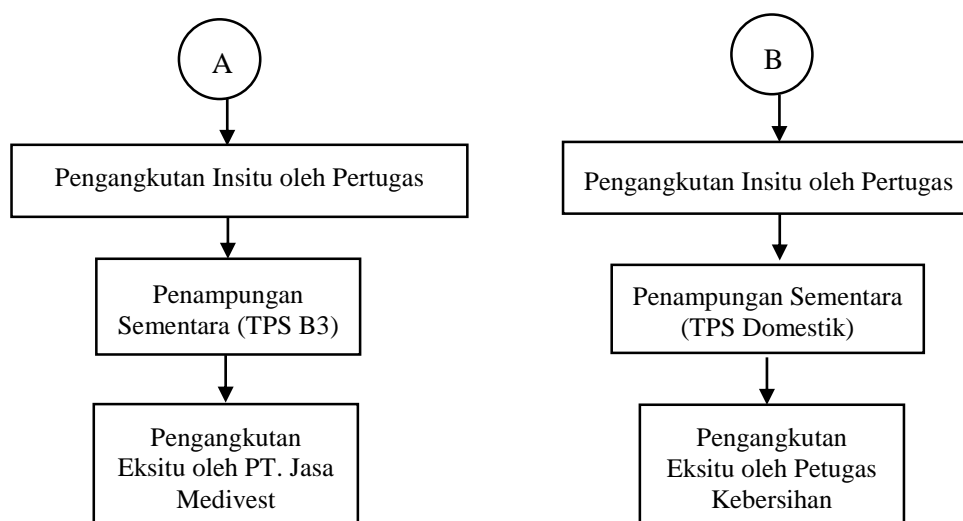 A
Pengangkutan Insitu oleh Pertugas
Penampungan
Sementara (TPS B3)
Pengangkutan
Eksitu oleh PT. Jasa
Medivest
B
Pengangkutan Insitu oleh Pertugas
Penampungan Sementara
(TPS Domestik)
Pengangkutan
Eksitu oleh Petugas
Kebersihan